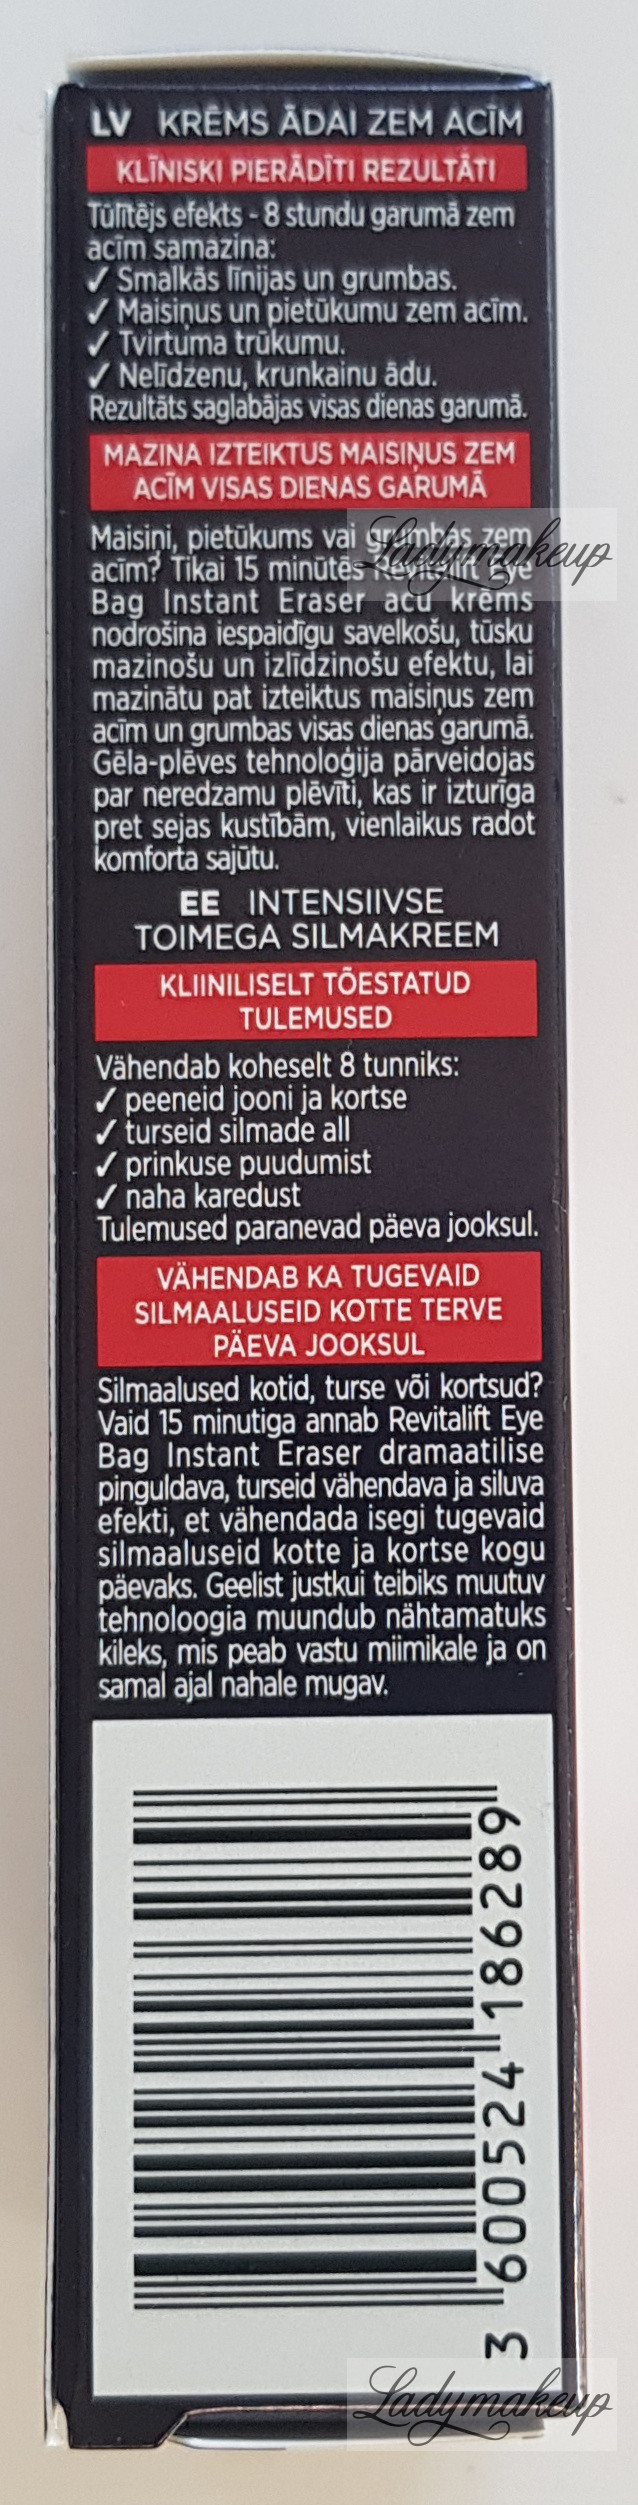 LV KRĒMS ĀDAI ZEM ACĪM
KLĪNISKI PIERĀDĪTI REZULTĀTI
Tūlītējs efekts - 8 stundu garumā zem
acīm samazina:
✓ Smalkās līnijas un grumbas.
✓ Maisiņus un pietūkumu zem acīm.
✓ Tvirtuma trūkumu.
✓ Nelīdzenu, krunkainu ādu.
Rezultāts saglabājas visas dienas garumā.
MAZINA IZTEIKTUS MAISIŅUS ZEM
ACĪM VISAS DIENAS GARUMĀ
Maisiņi, pietūkums vai grumbas zem
Ladymakeup
acīm? Tikai 15 minūtēs Eye
Bag Instant Eraser acu krēms
nodrošina iespaidīgu savelkošu, tūsku
mazinošu un izlīdzinošu efektu, lai
mazinātu pat izteiktus maisiņus zem
acīm un grumbas visas dienas garumā.
Gēla-plēves tehnoloģija pārveidojas
par neredzamu plēvīti, kas ir izturīga
pret sejas kustībām, vienlaikus radot
komforta sajūtu.
EE INTENSIIVSE
TOIMEGA SILMAKREEM
KLIINILISELT TÕESTATUD
TULEMUSED
Vähendab koheselt 8 tunniks:
✓ peeneid jooni ja kortse
✓ turseid silmade all
✓ prinkuse puudumist
✓ naha karedust
Tulemused paranevad päeva jooksul.
VÄHENDAB KA TUGEVAID
SILMAALUSEID KOTTE TERVE
PÄEVA JOOKSUL
Silmaalused kotid, turse või kortsud?
Vaid 15 minutiga annab Revitalift Eye
Bag Instant Eraser dramaatilise
pinguldava, turseid vähendava ja siluva
efekti, et vähendada isegi tugevaid
silmaaluseid kotte ja kortse kogu
päevaks. Geelist justkui teibiks muutuv
tehnoloogia muundub nähtamatuks
kileks, mis peab vastu miimikale ja on
samal ajal nahale mugav.
3 600524 186289
Ladymakeup